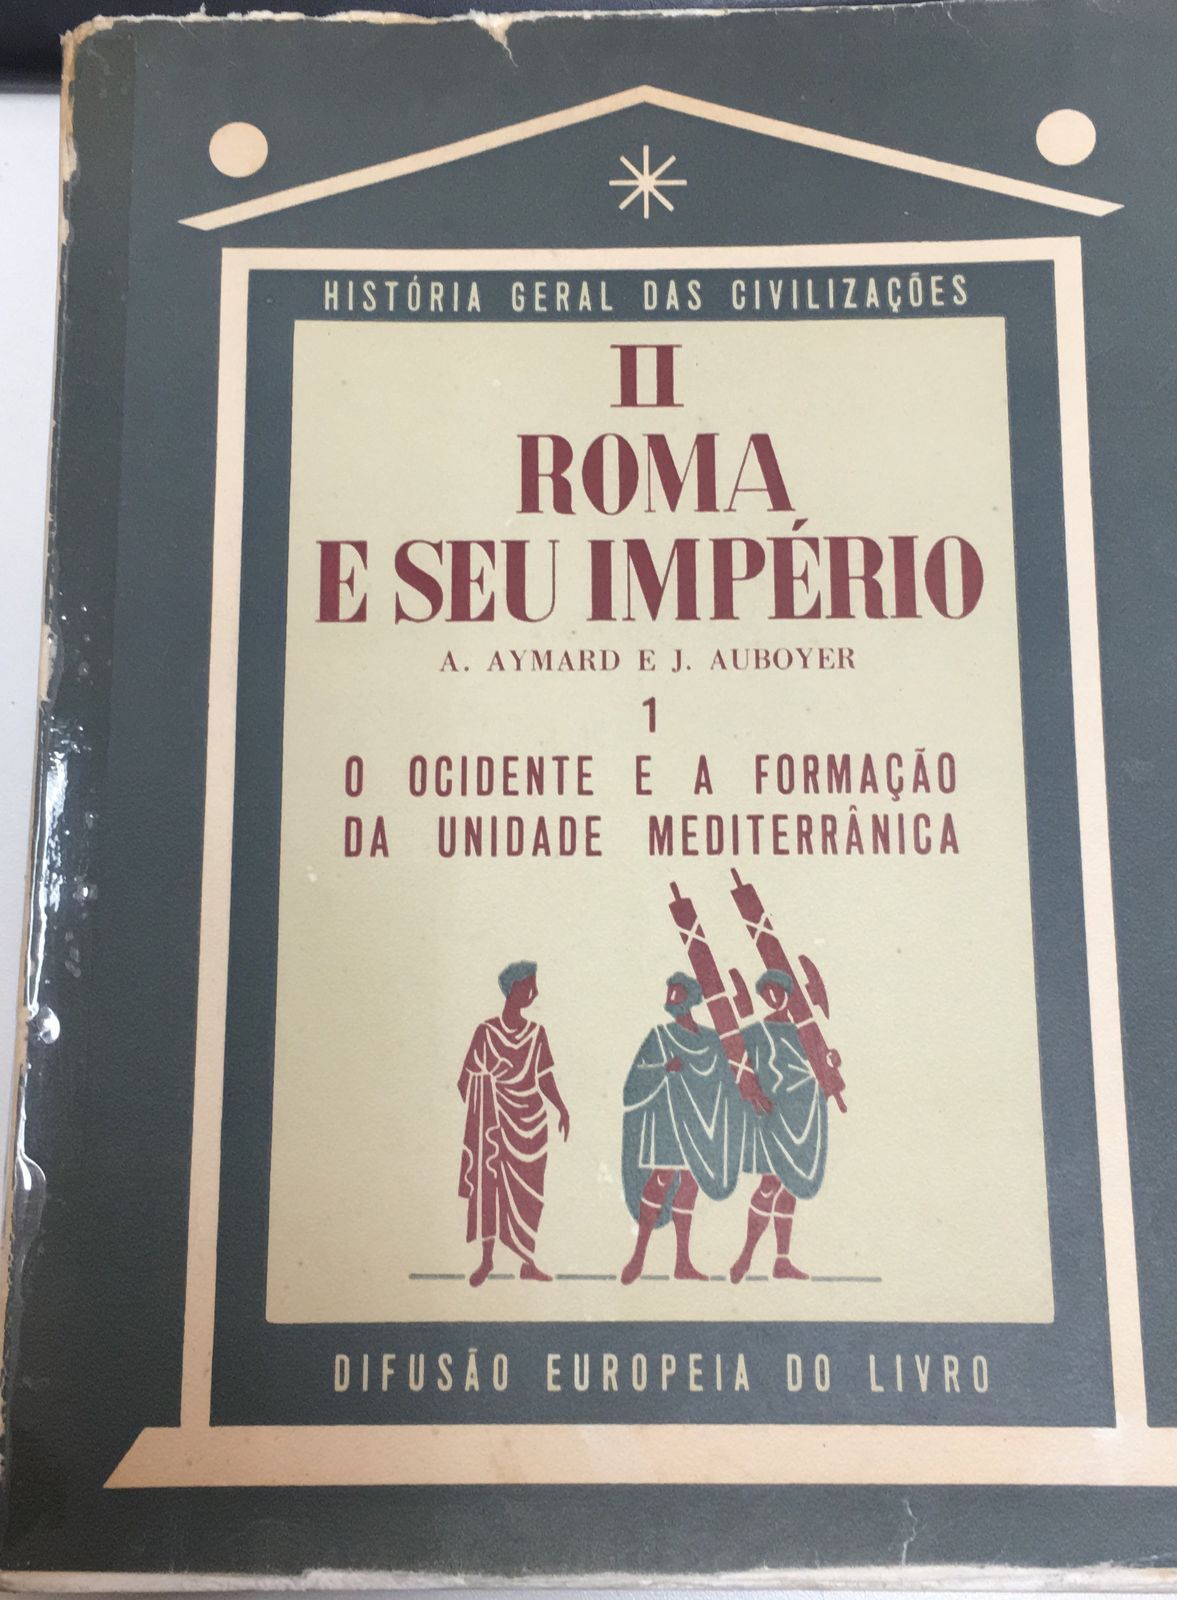 HISTÓRIA GERAL DAS CIVILIZAÇÕES
II
ROMA
E SEU IMPÉRIO
A. AYMARD E J. AUBOYER
1
O OCIDENTE E A FORMAÇÃO
DA UNIDADE MEDITERRÂNICA
DIFUSÃO EUROPEIA DO LIVRO